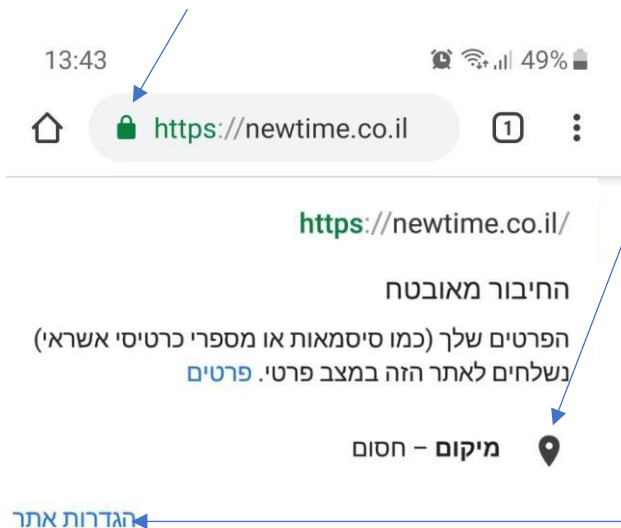 13:43 49%
https://newtime.co.il 1
https://newtime.co.il/
החיבור מאובטח
הפרטים שלך (כמו סיסמאות או מספרי כרטיסי אשראי)
נשלחים לאתר הזה במצב פרטי. פרטים
מיקום – חסום
הגדרות אתר